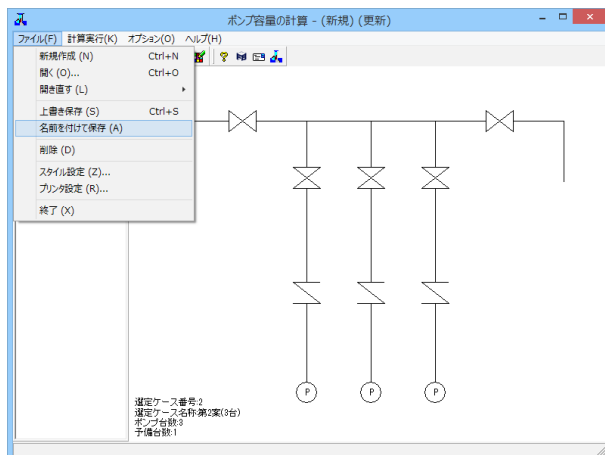 ポンプ容量の計算 - (新規) (更新)
ファイル(F) 計算実行(K) オプション(O) ヘルプ(H)
新規作成 (N) Ctrl+N
開く (O)... Ctrl+O
開き直す (L)
上書き保存 (S) Ctrl+S
名前を付けて保存 (A)
削除 (D)
スタイル設定 (Z)...
プリンタ設定 (R)...
終了 (X)
P P P
選定ケース番号:2
選定ケース名称:第2案(3台)
ポンプ台数:3
予備台数:1